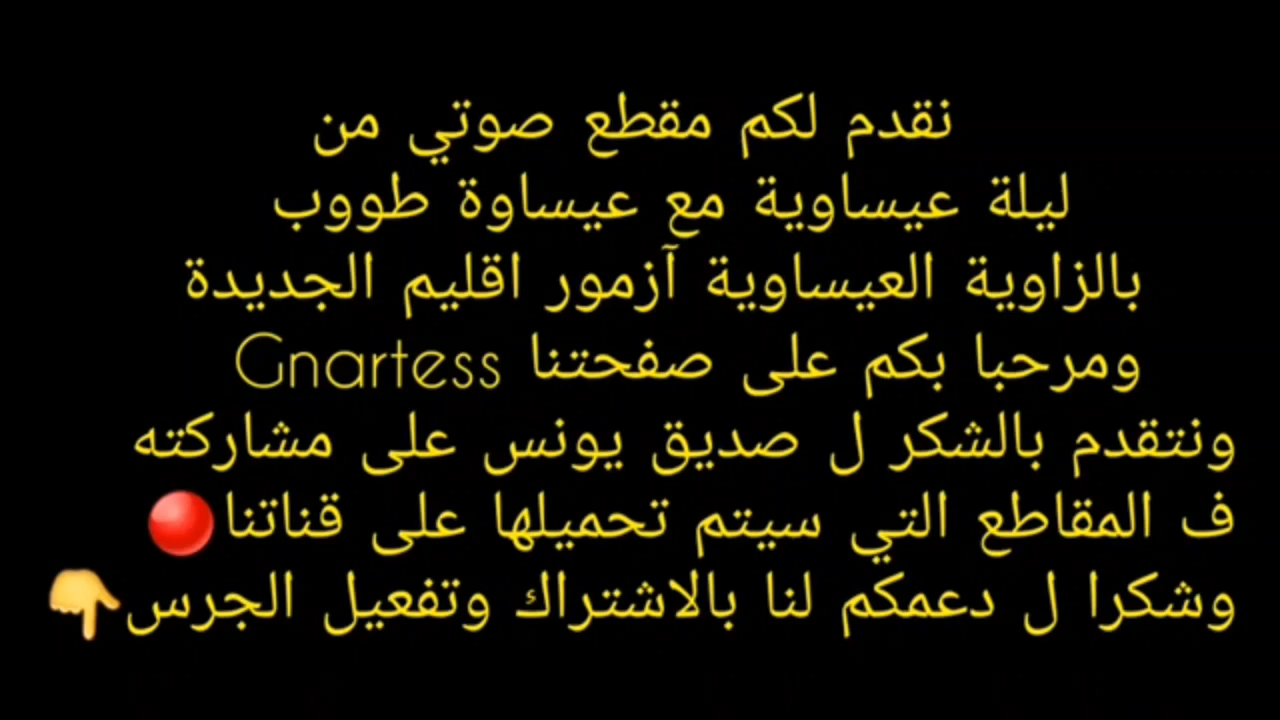 نقدم لكم مقطع صوتي من
ليلة عيساوية مع عيساوة طووب
بالزاوية العيساوية آزمور اقليم الجديدة
ومرحبا بكم على صفحتنا Gnartess
ونتقدم بالشكر ل صديق يونس على مشاركته
ف المقاطع التي سيتم تحميلها على قناتنا🔴
وشكرا ل دعمكم لنا بالاشتراك وتفعيل الجرس👇